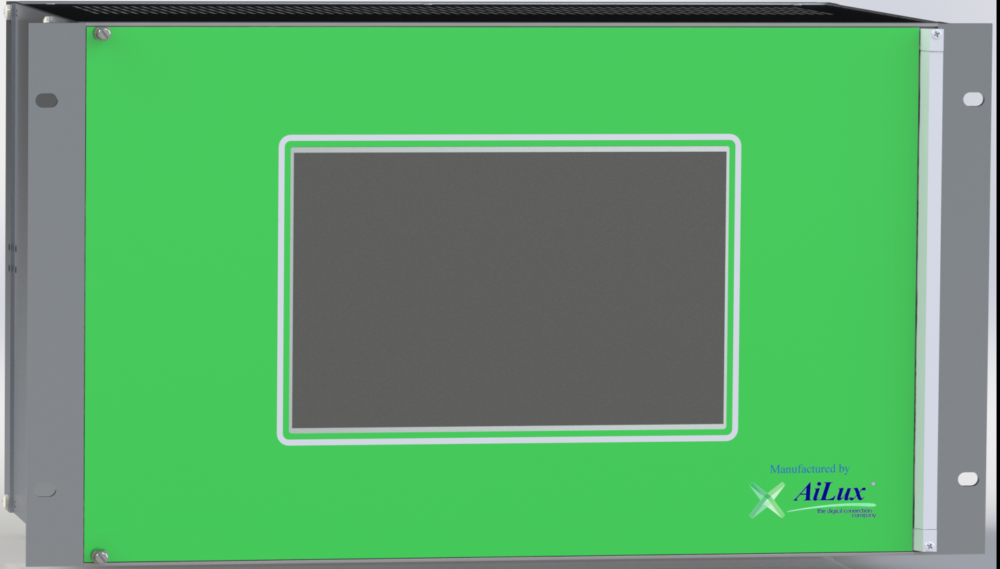 Manufactured by
AiLux ®
the digital connection
company